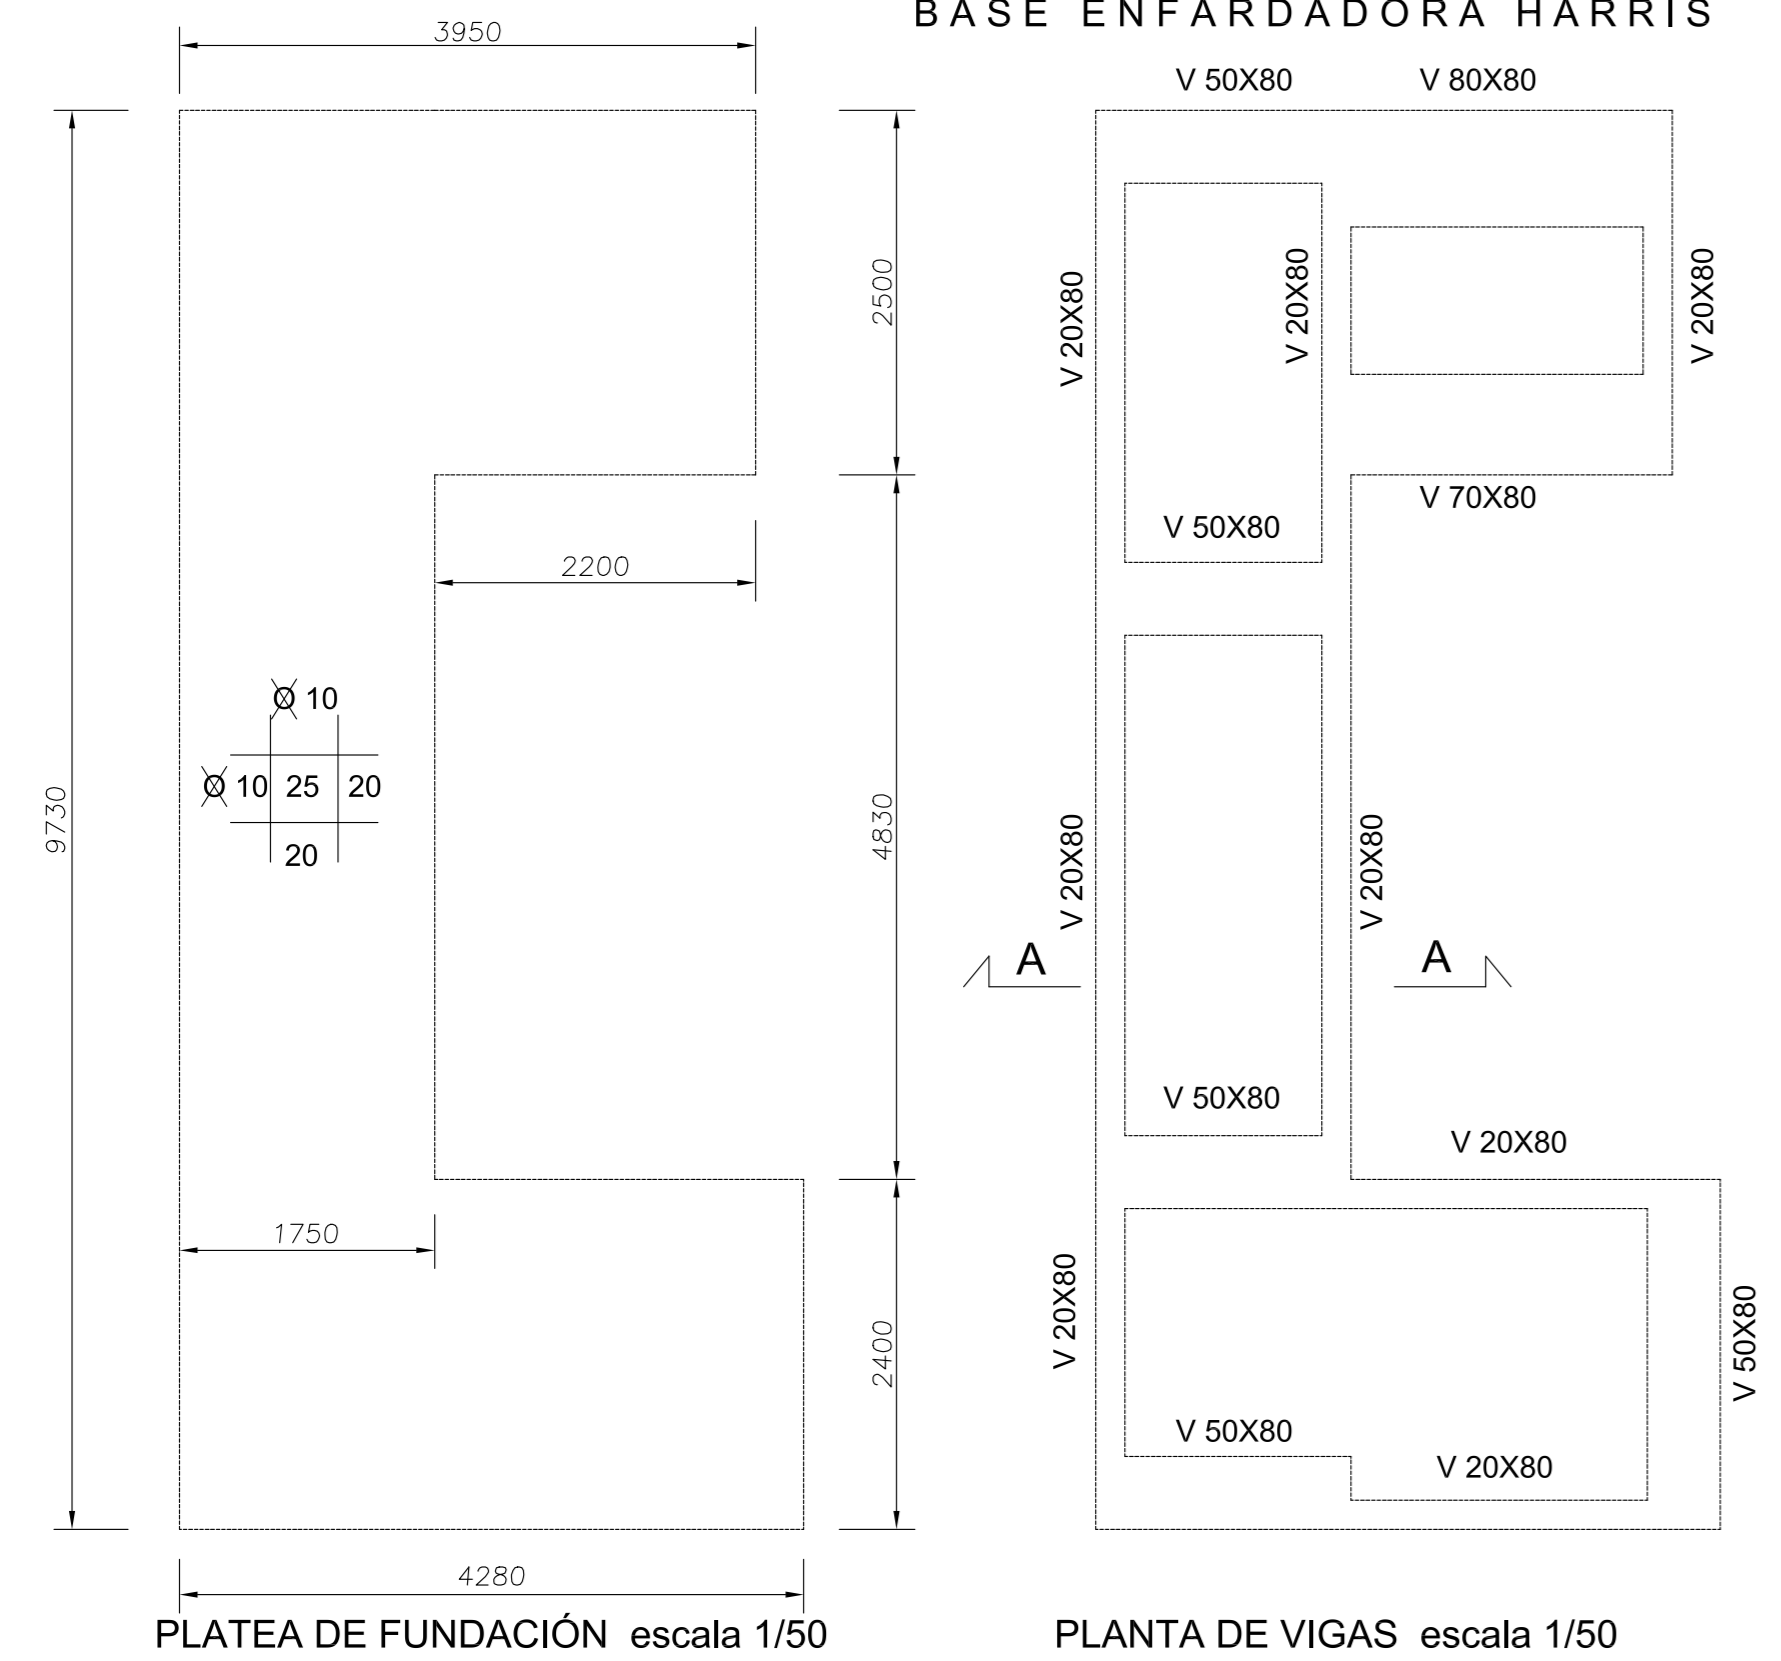 BASE ENFARDADORA HARRIS
3950
9730
2500
2200
4830
Ø 10
Ø 10 25 20
20
1750
2400
4280
PLATEA DE FUNDACIÓN escala 1/50
V 50X80 V 80X80
V 20X80
V 20X80
V 20X80
V 70X80
V 50X80
V 20X80
V 20X80
A A
V 50X80
V 20X80
V 20X80
V 50X80
V 50X80
V 20X80
PLANTA DE VIGAS escala 1/50